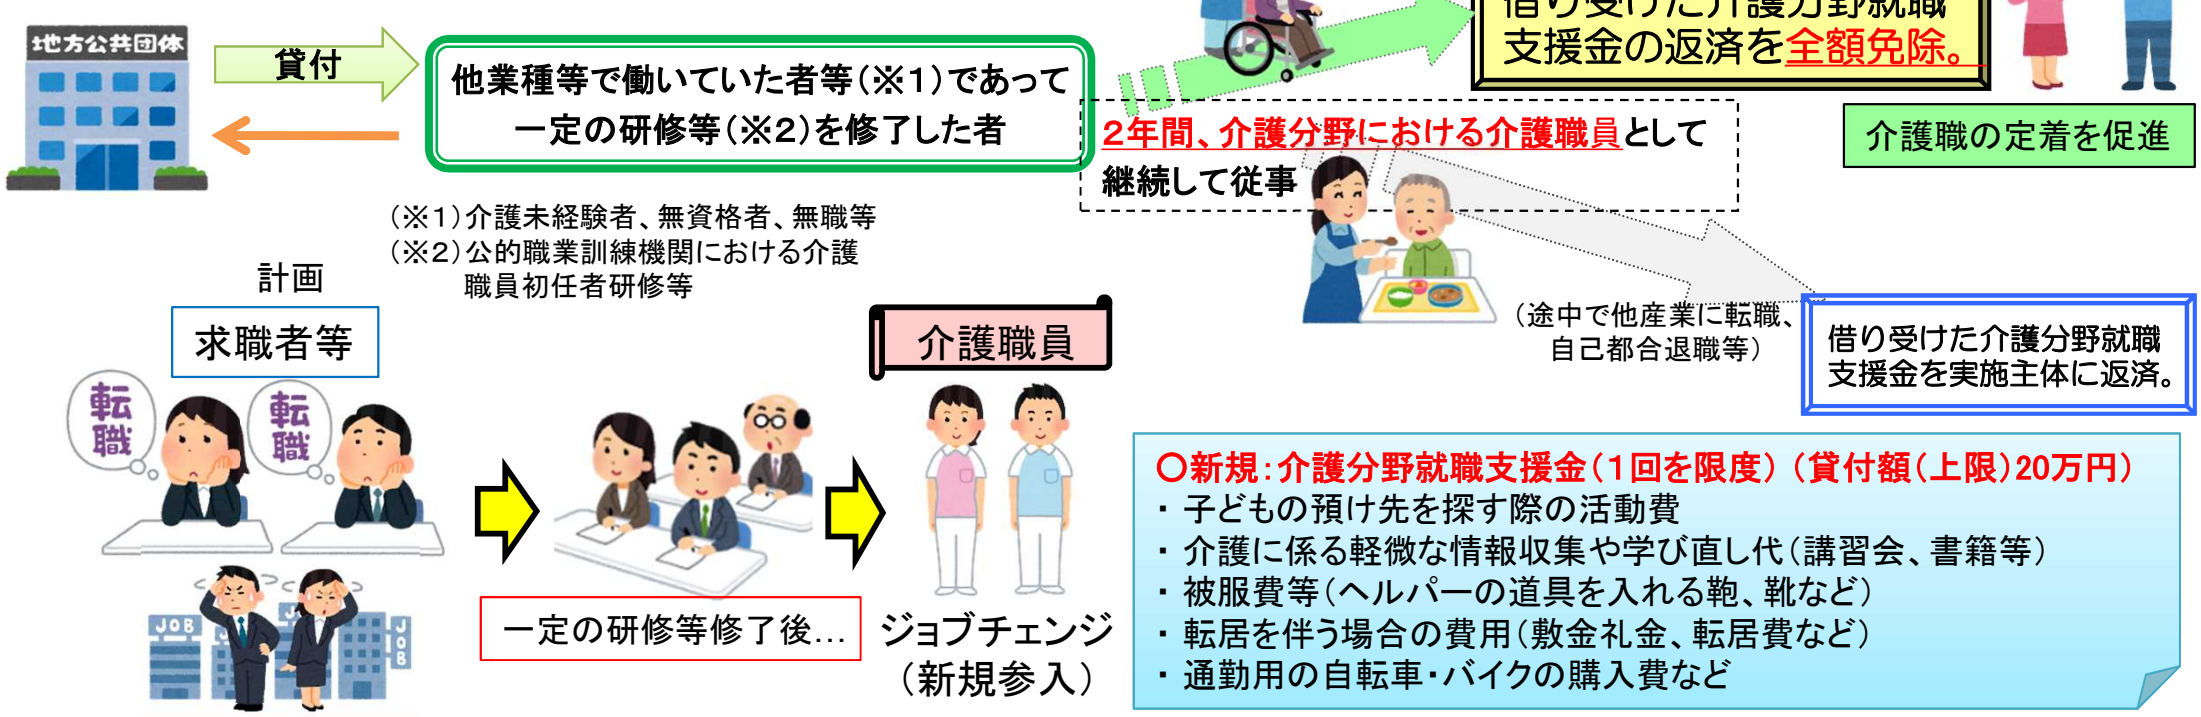 地方公共団体
貸付
他業種等で働いていた者等(※1)であって
一定の研修等(※2)を修了した者
(※1)介護未経験者、無資格者、無職等
(※2)公的職業訓練機関における介護
職員初任者研修等
借り受けた介護分野就職
支援金の返済を全額免除。
2年間、介護分野における介護職員として
継続して従事
介護職の定着を促進
(途中で他産業に転職、
自己都合退職等)
借り受けた介護分野就職
支援金を実施主体に返済。
計画
求職者等
転職
転職
JOB
J
JOB
一定の研修等修了後…
介護職員
ジョブチェンジ
(新規参入)
○新規:介護分野就職支援金(1回を限度)(貸付額(上限)20万円)
・子どもの預け先を探す際の活動費
・介護に係る軽微な情報収集や学び直し代(講習会、書籍等)
・被服費等(ヘルパーの道具を入れる鞄、靴など)
・転居を伴う場合の費用(敷金礼金、転居費など)
・通勤用の自転車・バイクの購入費など